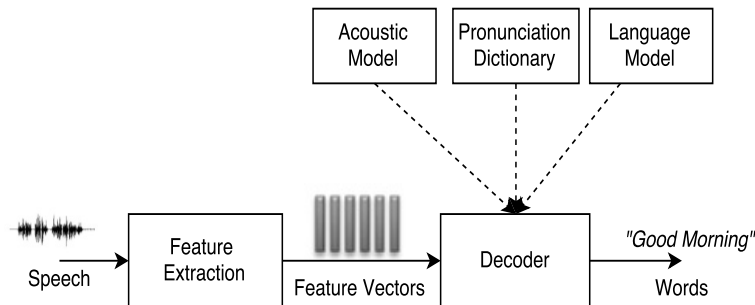 Acoustic
Model
Pronunciation
Dictionary
Language
Model
Speech
Feature
Extraction
Feature Vectors
Decoder
"Good Morning"
Words